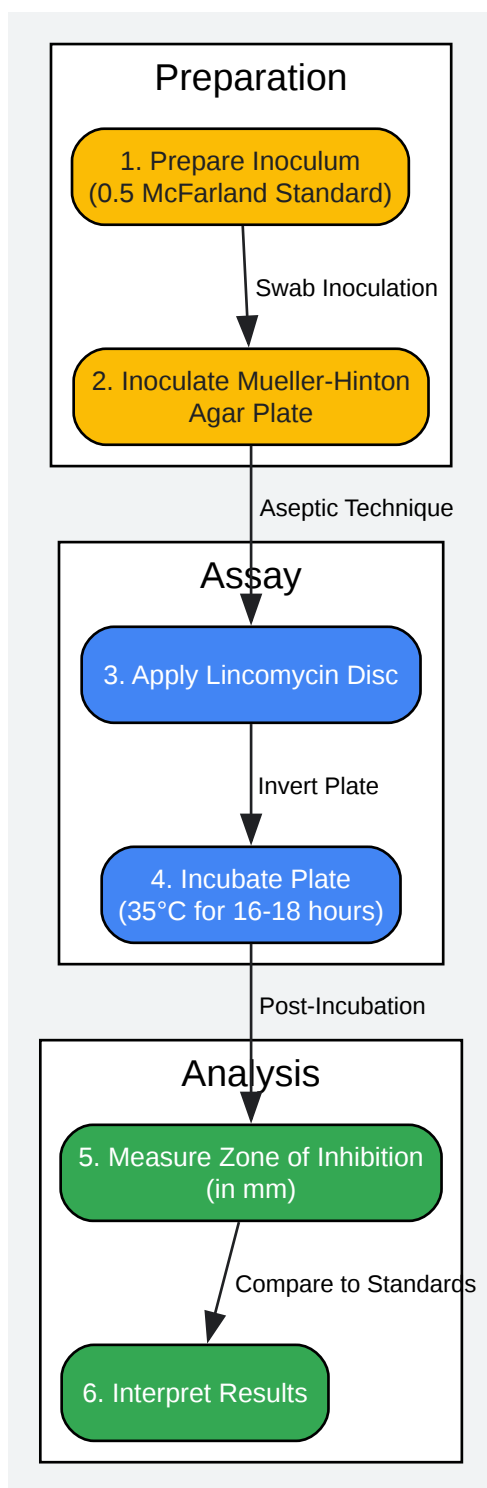 Preparation
1. Prepare Inoculum
(0.5 McFarland Standard)
Swab Inoculation
2. Inoculate Mueller-Hinton
Agar Plate
Aseptic Technique
Assay
3. Apply Lincomycin Disc
Invert Plate
4. Incubate Plate
(35°C for 16-18 hours)
Post-Incubation
Analysis
5. Measure Zone of Inhibition
(in mm)
Compare to Standards
6. Interpret Results